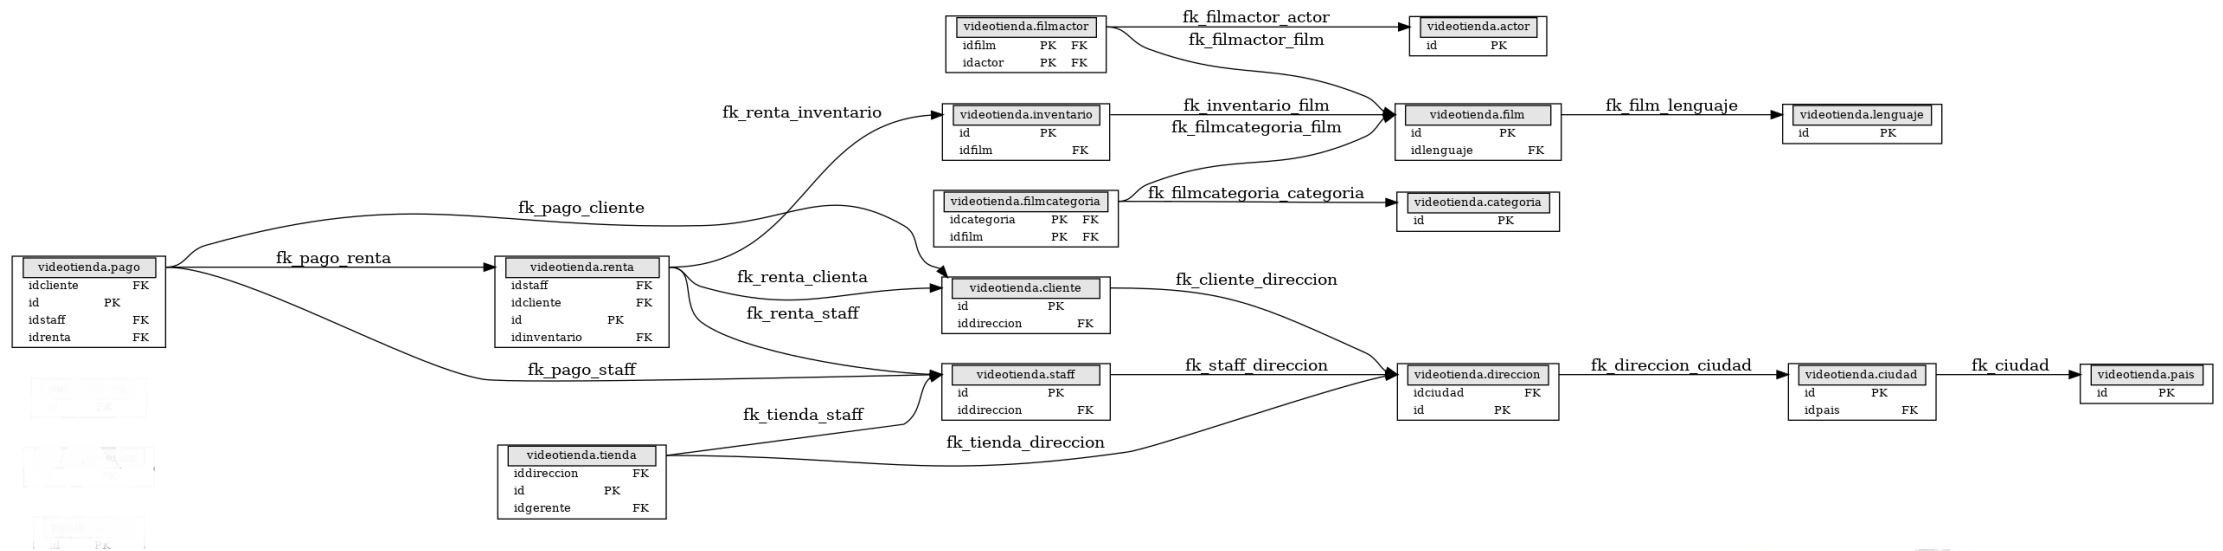 fk_filmactor_actor
videotienda.filmactor
idfilm PK FK
idactor PK FK
videotienda.actor
id PK
fk_filmactor_film
fk_renta_inventario
videotienda.inventario
id PK
idfilm FK
fk_inventario_film
fk_filmcategoria_film
videotienda.film
id PK
idlenguaje FK
fk_film_lenguaje
videotienda.lenguaje
id PK
videotienda.filmcategoria
idcategoria PK FK
idfilm PK FK
fk_filmcategoria_categoria
videotienda.categoria
id PK
fk_pago_cliente
videotienda.pago
idcliente FK
id PK
idstaff FK
idrenta FK
fk_pago_renta
videotienda.renta
idstaff FK
idcliente FK
id PK
idinventario FK
fk_renta_clienta
fk_renta_staff
videotienda.cliente
id PK
iddireccion FK
fk_cliente_direccion
fk_pago_staff
videotienda.staff
id PK
iddireccion FK
fk_staff_direccion
videotienda.direccion
idciudad FK
id PK
fk_direccion_ciudad
videotienda.ciudad
id PK
idpais FK
fk_ciudad
videotienda.pais
id PK
fk_tienda_staff
fk_tienda_direccion
videotienda.tienda
iddireccion FK
id PK
idgerente FK